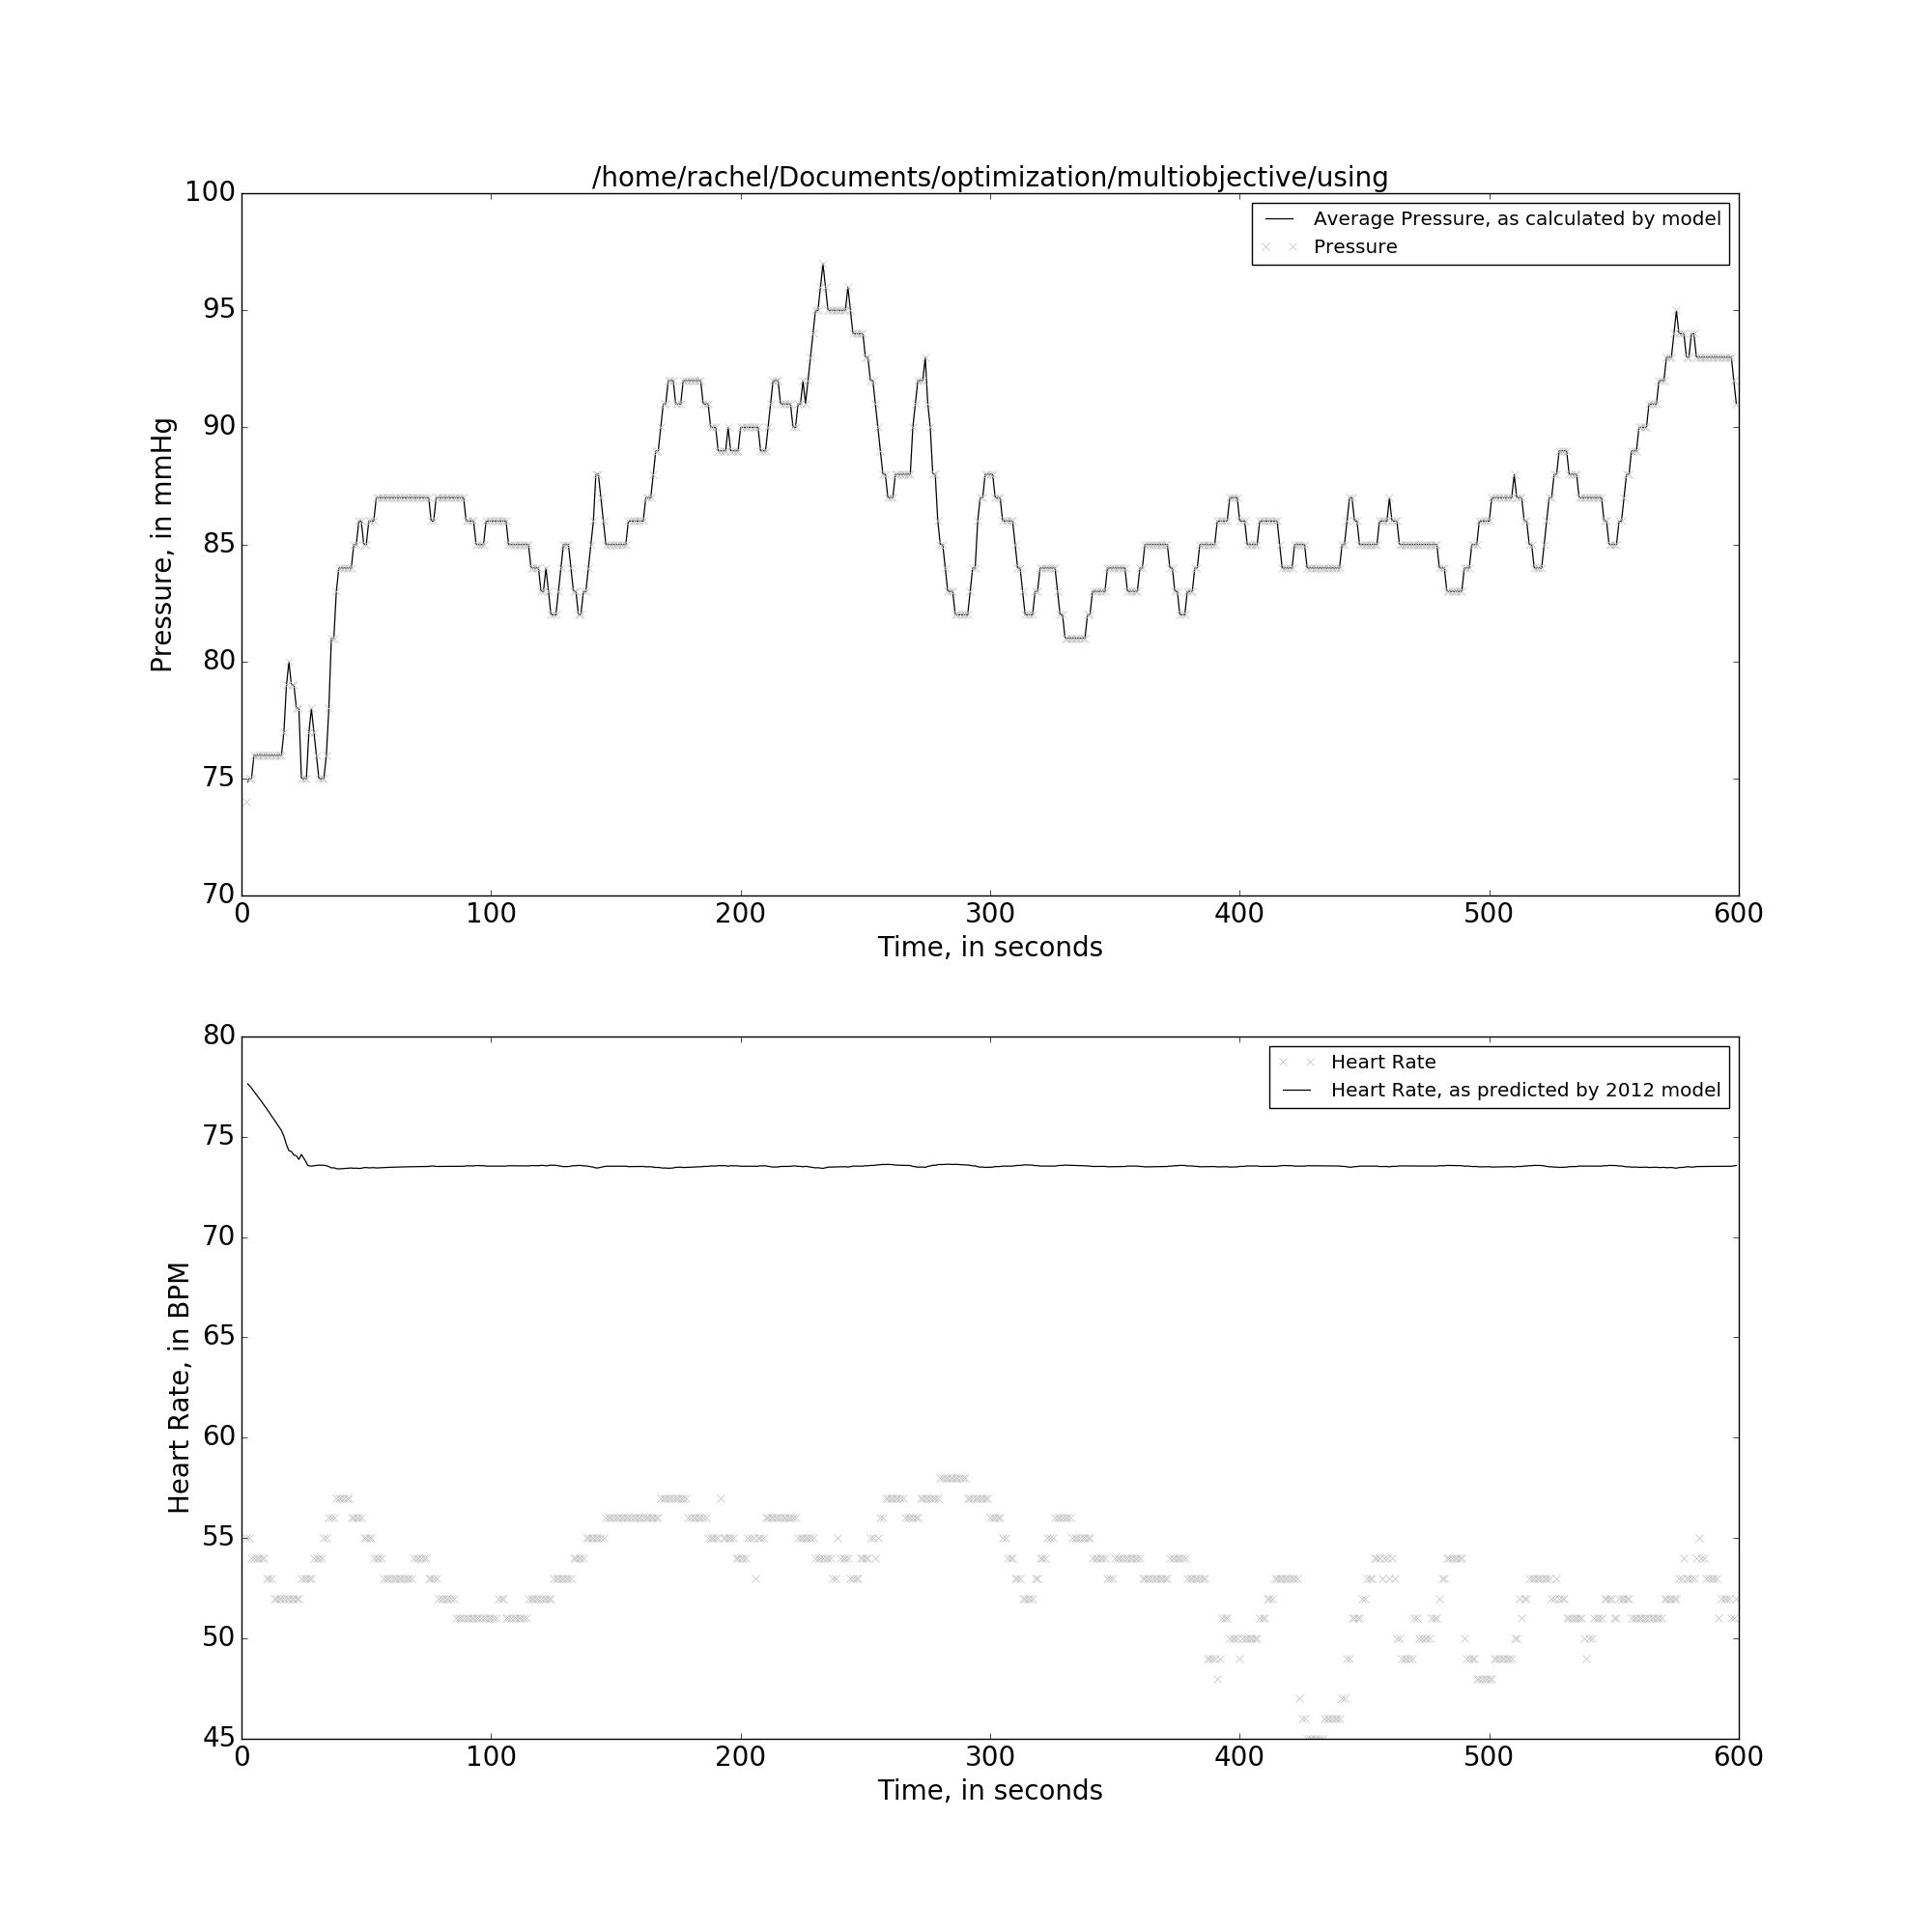 /home/rachel/Documents/optimization/multiobjective/using
100
95
90
85
80
75
70
Pressure, in mmHg
Average Pressure, as calculated by model
Pressure
0 100 200 300 400 500 600
Time, in seconds
80
75
70
65
60
55
50
45
Heart Rate, in BPM
Heart Rate
Heart Rate, as predicted by 2012 model
0 100 200 300 400 500 600
Time, in seconds